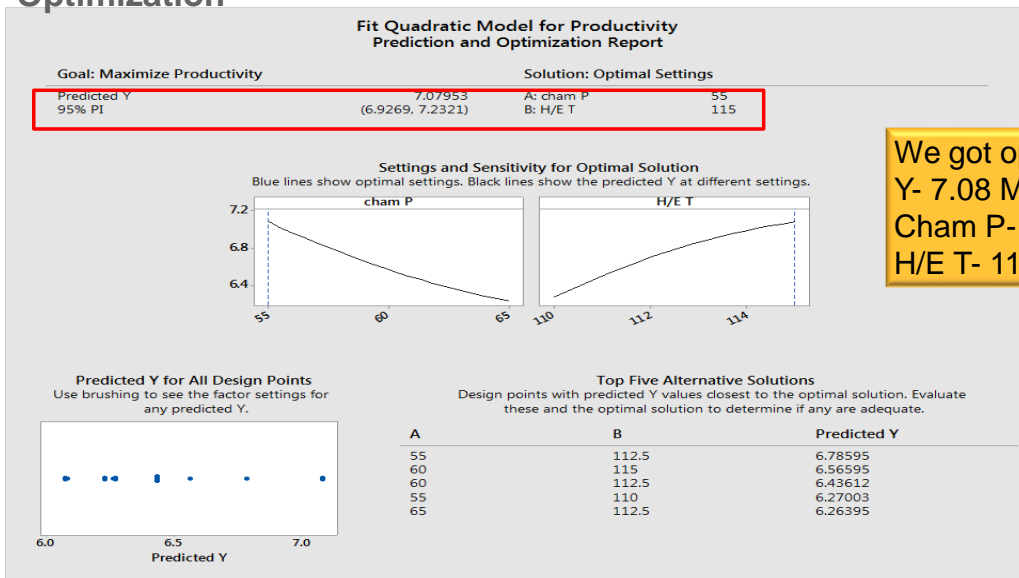 Optimization
Fit Quadratic Model for Productivity
Prediction and Optimization Report
Goal: Maximize Productivity Solution: Optimal Settings
Predicted Y 7.07953 A: cham P 55
95% PI (6.9269, 7.2321) B: H/E T 115
We got o
Y- 7.08 M
Cham P-
H/E T- 11
Settings and Sensitivity for Optimal Solution
Blue lines show optimal settings. Black lines show the predicted Y at different settings.
cham P H/E T
7.2
6.8
6.4
55 60 65 110 112 114
Predicted Y for All Design Points
Use brushing to see the factor settings for
any predicted Y.
6.0 6.5 7.0
Predicted Y
Top Five Alternative Solutions
Design points with predicted Y values closest to the optimal solution. Evaluate
these and the optimal solution to determine if any are adequate.
A B Predicted Y
55 112.5 6.78595
60 115 6.56595
60 112.5 6.43612
55 110 6.27003
65 112.5 6.26395